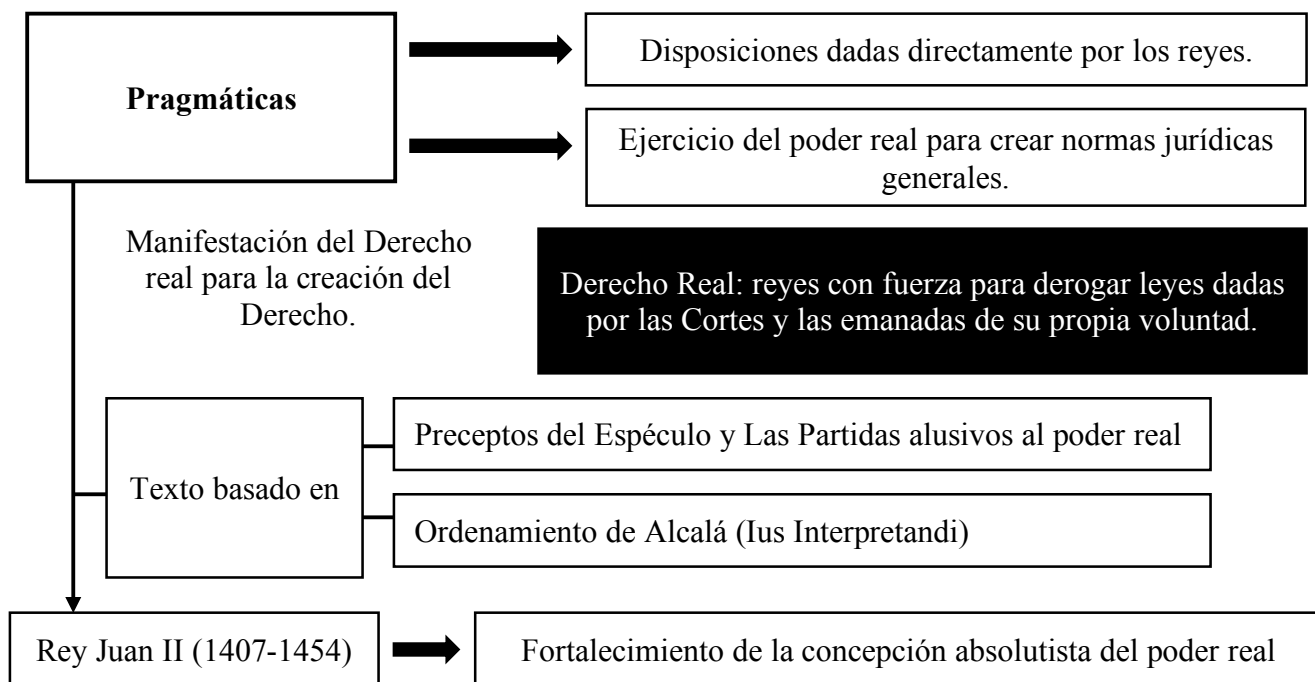 Pragmáticas
Disposiciones dadas directamente por los reyes.
Ejercicio del poder real para crear normas jurídicas
generales.
Manifestación del Derecho
real para la creación del
Derecho.
Derecho Real: reyes con fuerza para derogar leyes dadas
por las Cortes y las emanadas de su propia voluntad.
Texto basado en
Preceptos del Espéculo y Las Partidas alusivos al poder real
Ordenamiento de Alcalá (Ius Interpretandi)
Rey Juan II (1407-1454)
Fortalecimiento de la concepción absolutista del poder real